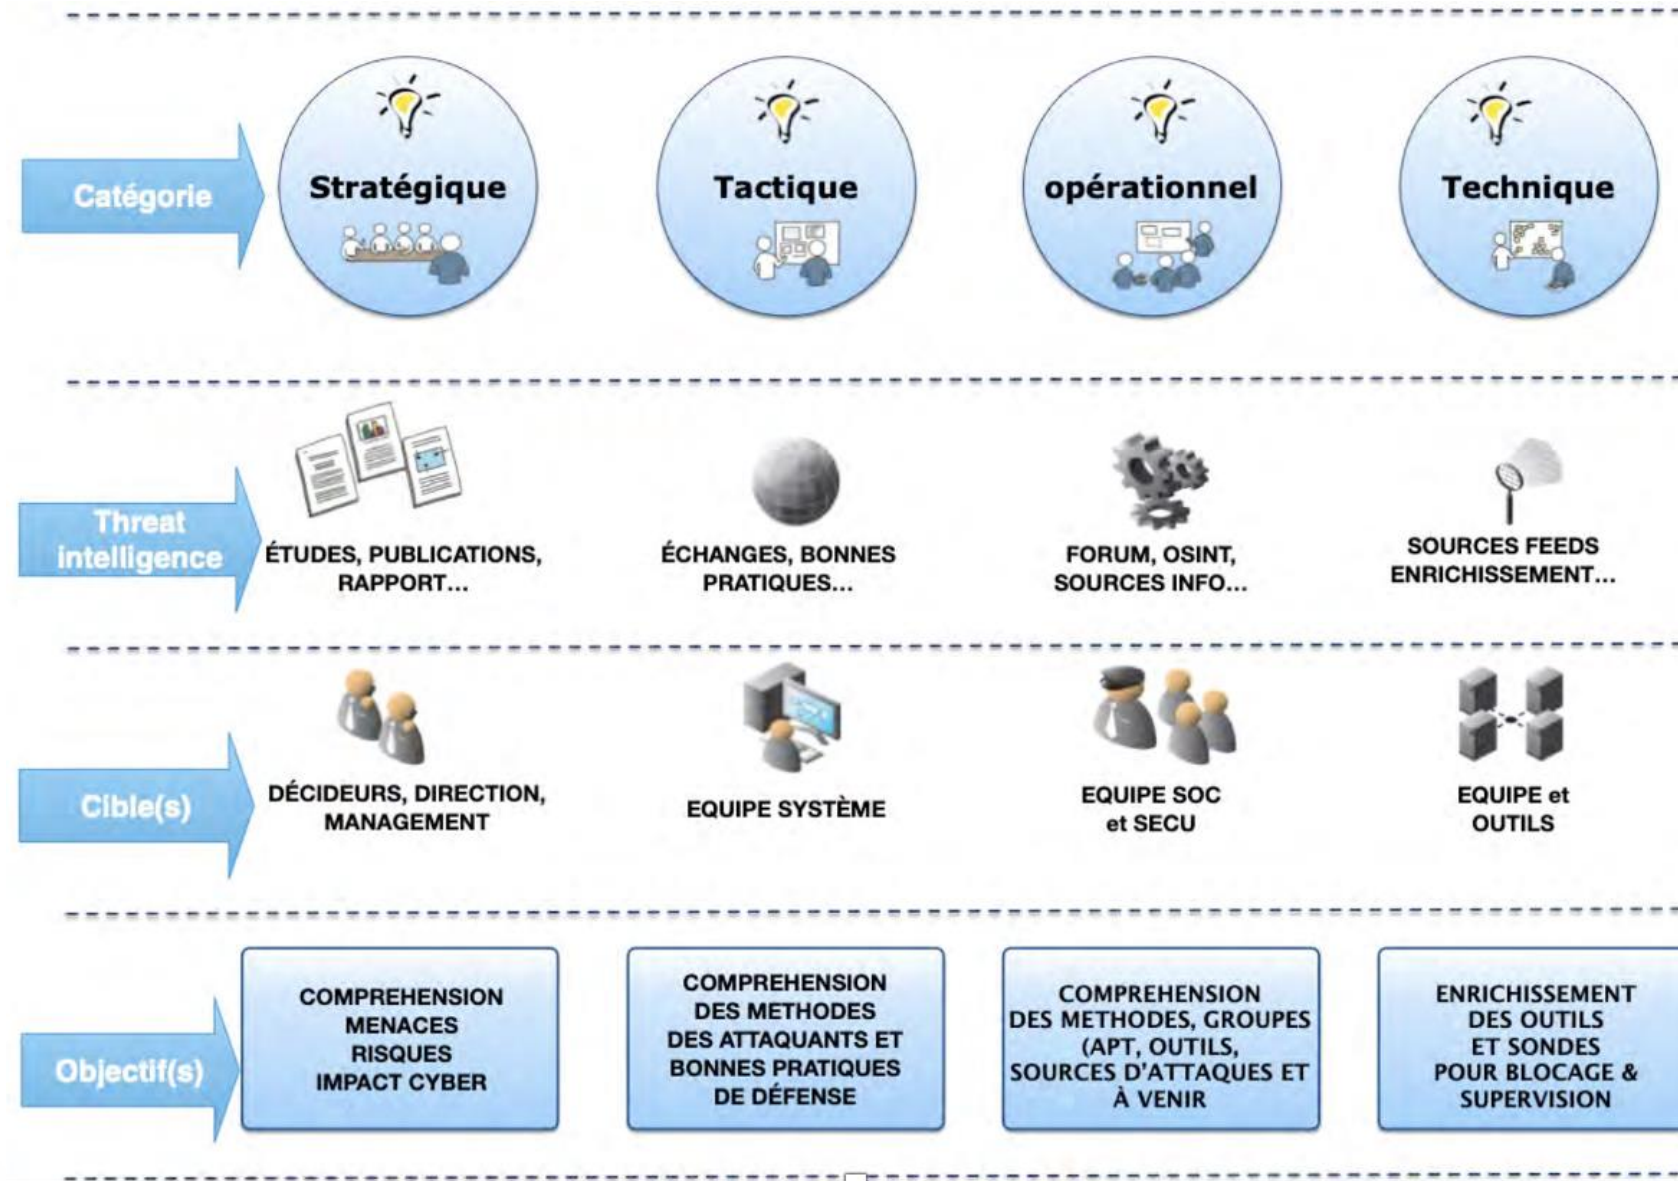 Catégorie
Stratégique
Tactique
opérationnel
Technique
Threat
intelligence
ÉTUDES, PUBLICATIONS,
RAPPORT...
ÉCHANGES, BONNES
PRATIQUES...
FORUM, OSINT,
SOURCES INFO...
SOURCES FEEDS
ENRICHISSEMENT...
Cible(s)
DÉCIDEURS, DIRECTION,
MANAGEMENT
EQUIPE SYSTÈME
EQUIPE SOC
et SECU
EQUIPE et
OUTILS
Objectif(s)
COMPREHENSION
MENACES
RISQUES
IMPACT CYBER
COMPREHENSION
DES METHODES
DES ATTAQUANTS ET
BONNES PRATIQUES
DE DÉFENSE
COMPREHENSION
DES METHODES, GROUPES
(APT, OUTILS,
SOURCES D'ATTAQUES ET
À VENIR
ENRICHISSEMENT
DES OUTILS
ET SONDES
POUR BLOCAGE &
SUPERVISION